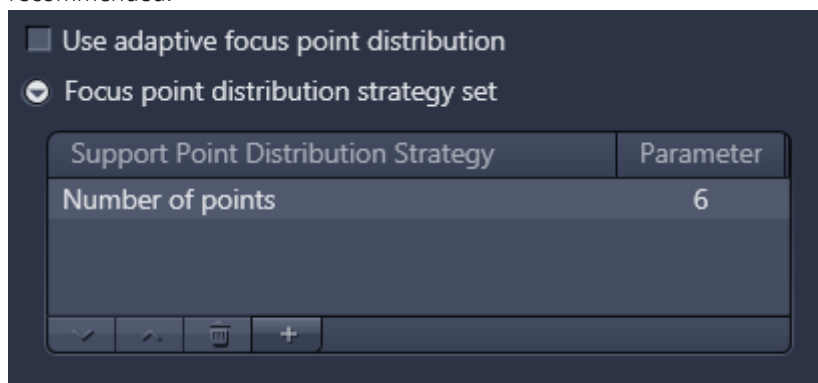 recommended.
Use adaptive focus point distribution
Focus point distribution strategy set
Support Point Distribution Strategy Parameter
Number of points 6